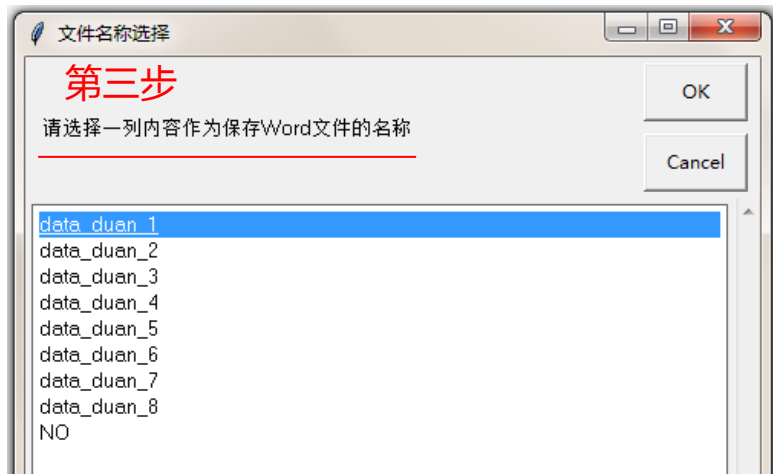 文件名称选择
第三步
OK
请选择一列内容作为保存Word文件的名称
Cancel
data_duan_1
data_duan_2
data_duan_3
data_duan_4
data_duan_5
data_duan_6
data_duan_7
data_duan_8
NO